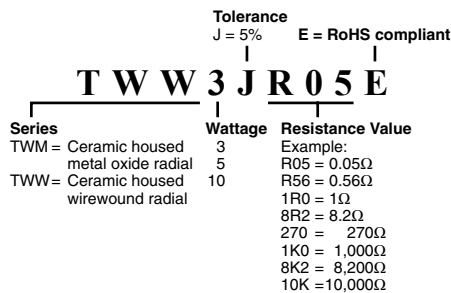 Tolerance
J = 5% E = RoHS compliant
T W W 3 J R 0 5 E
Series Wattage Resistance Value
TWM = Ceramic housed 3 Example:
metal oxide radial 5 R05 = 0.05Ω
TWW = Ceramic housed 10 R56 = 0.56Ω
wirewound radial 1R0 = 1Ω
8R2 = 8.2Ω
270 = 270Ω
1K0 = 1,000Ω
8K2 = 8,200Ω
10K =10,000Ω